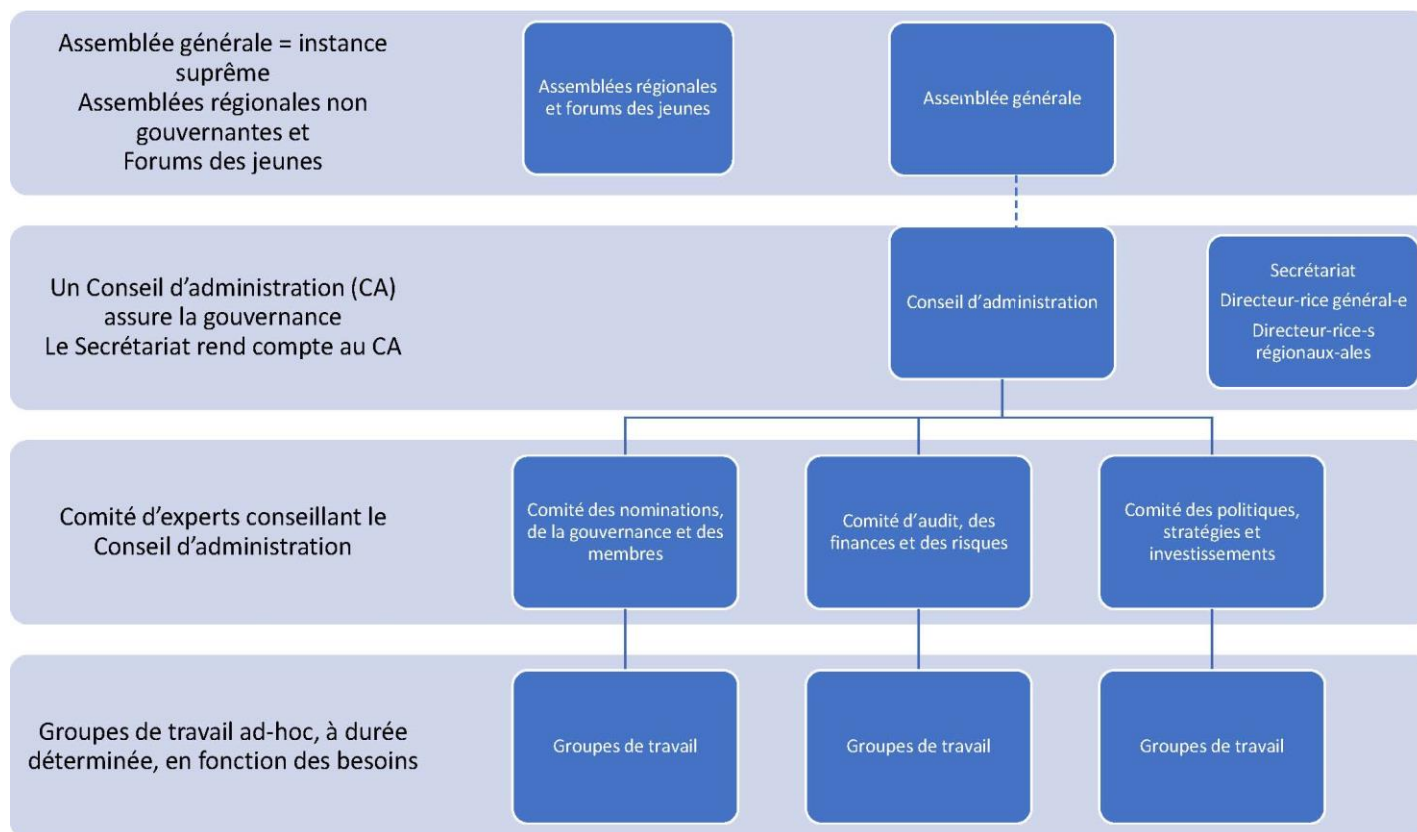 Assemblée générale = instance
suprême
Assemblées régionales non
gouvernantes et
Forums des jeunes
Assemblées régionales
et forums des jeunes
Assemblée générale
Un Conseil d’administration (CA)
assure la gouvernance
Le Secrétariat rend compte au CA
Conseil d’administration
Secrétariat
Directeur-rice général-e
Directeur-rice-s
régionaux-ales
Comité d’experts conseillant le
Conseil d’administration
Comité des nominations,
de la gouvernance et des
membres
Comité d’audit, des
finances et des risques
Comité des politiques,
stratégies et
investissements
Groupes de travail ad-hoc, à durée
déterminée, en fonction des besoins
Groupes de travail
Groupes de travail
Groupes de travail